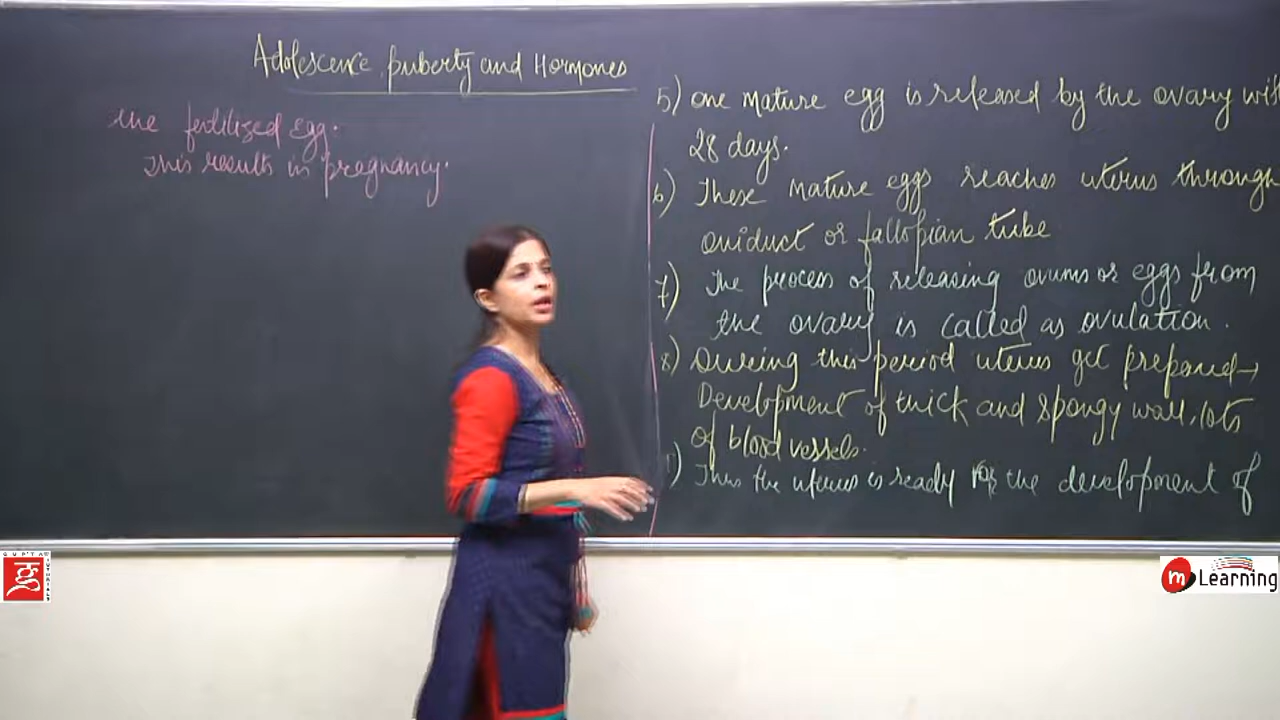 Adolescence, puberty and Hormones
the fertilized Egg.
This results in pregnancy.
5) one mature egg is released by the ovary with
28 days.
6) These mature eggs reaches uterus through
oviduct or fallopian tube
7) The process of releasing ovums or eggs from
the ovary is called as ovulation.
8) During this period uterus get prepared →
Development of thick and spongy wall, lots
of blood vessels.
) Thus the uterus is ready for the development of
GUPTA
m Learning